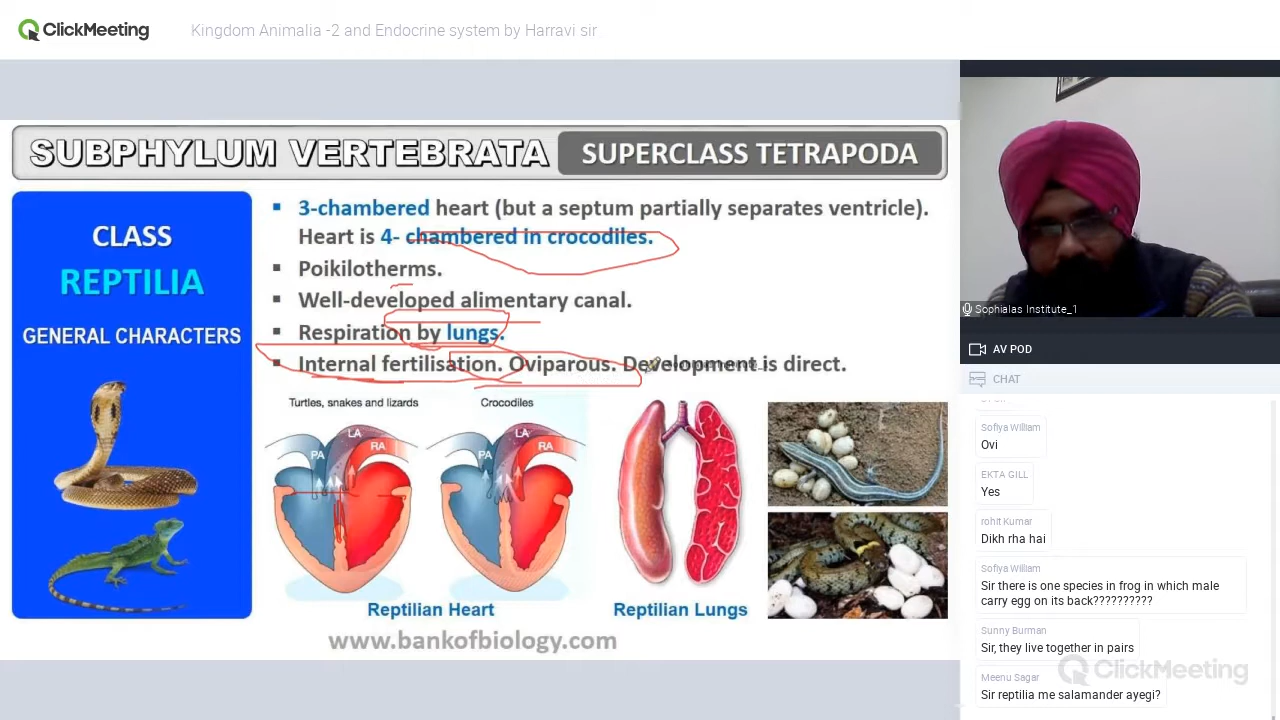 ClickMeeting
Kingdom Animalia -2 and Endocrine system by Harravi sir
SUBPHYLUM VERTEBRATA
SUPERCLASS TETRAPODA
CLASS
REPTILIA
GENERAL CHARACTERS
▪ 3-chambered heart (but a septum partially separates ventricle).
Heart is 4- chambered in crocodiles.
▪ Poikilotherms.
▪ Well-developed alimentary canal.
▪ Respiration by lungs.
▪ Internal fertilisation. Oviparous. Development is direct.
Turtles, snakes and lizards
Crocodiles
LA
RA
PA
LA
RA
PA
Reptilian Heart
Reptilian Lungs
www.bankofbiology.com
Sophialas Institute_1
AV POD
CHAT
Sofiya William
Ovi
EKTA GILL
Yes
rohit Kumar
Dikh rha hai
Sofiya William
Sir there is one species in frog in which male
carry egg on its back??????????
Sunny Burman
Sir, they live together in pairs
ClickMeeting
Meenu Sagar
Sir reptilia me salamander ayegi?